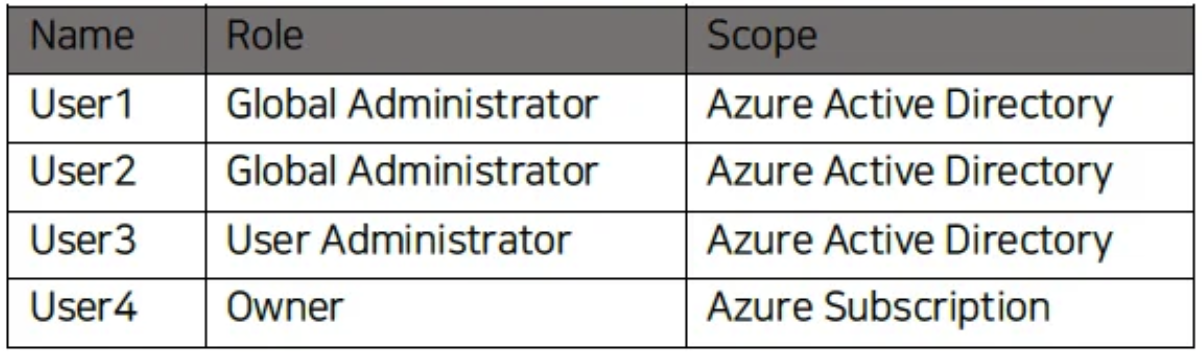 Name Role Scope
User1 Global Administrator Azure Active Directory
User2 Global Administrator Azure Active Directory
User3 User Administrator Azure Active Directory
User4 Owner Azure Subscription